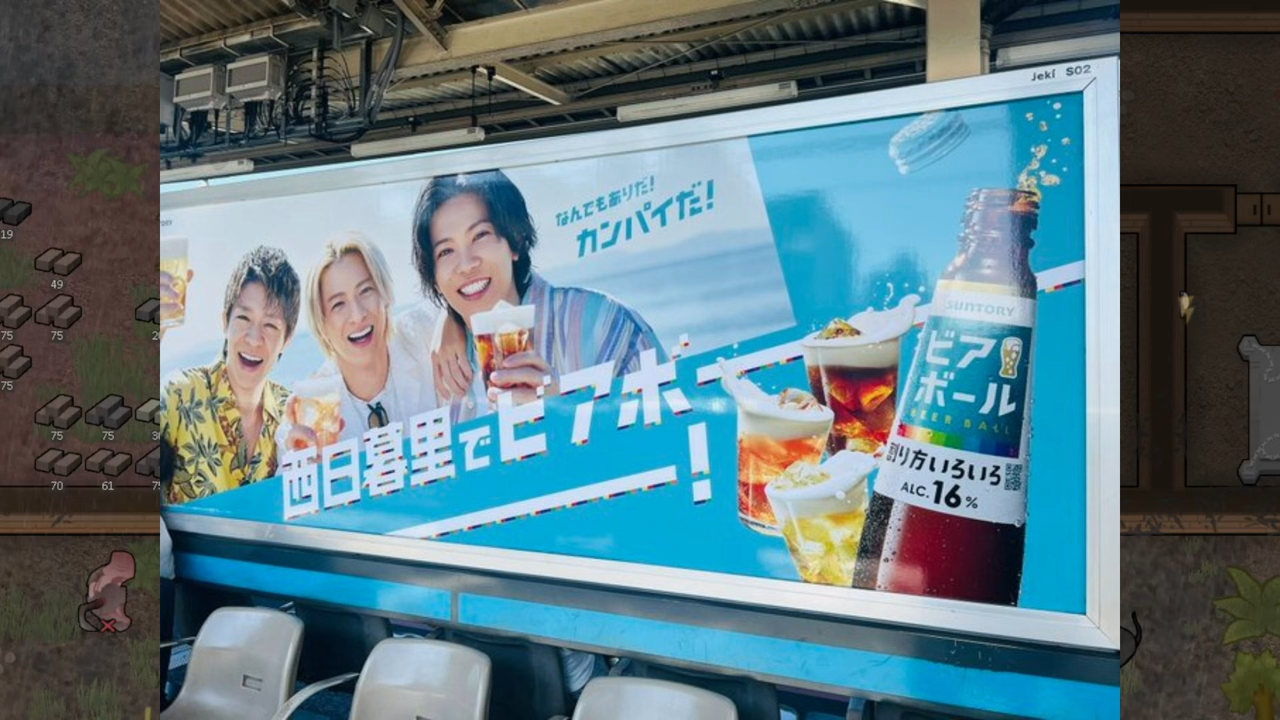 Jeki S02
なんでもありだ!
カンパイだ!
西日暮里でビアボー
!
SUNTORY
ビア
ボール
BEER BALL
割り方いろいろ
ALC. 16%
19
49
75 75
75
75 75
70 61